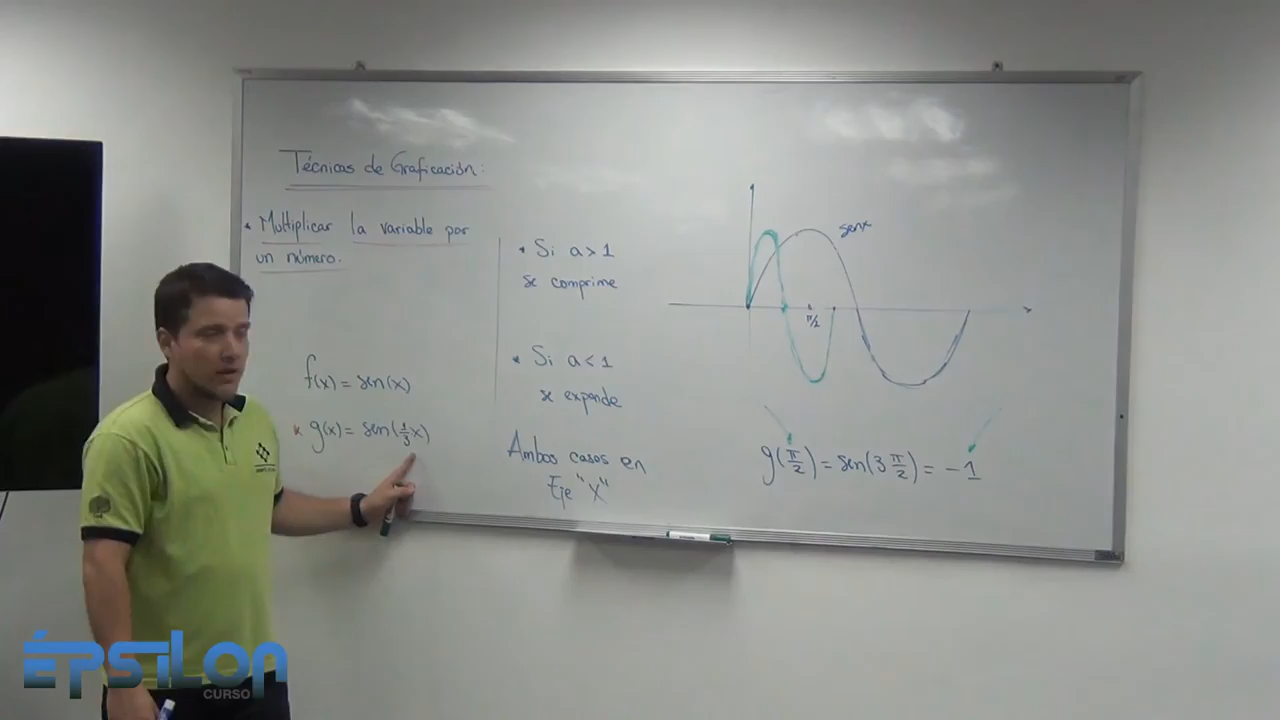 Técnicas de Graficación:
* Multiplicar la variable por
un número.
f(x) = sen(x)
* g(x) = sen(1/3 x)
* Si a > 1
se comprime
* Si a < 1
se expande
Ambos casos en
Eje "X"
senx
π/2
g(π/2) = sen(3 π/2) = -1
ÉPSILON
CURSO